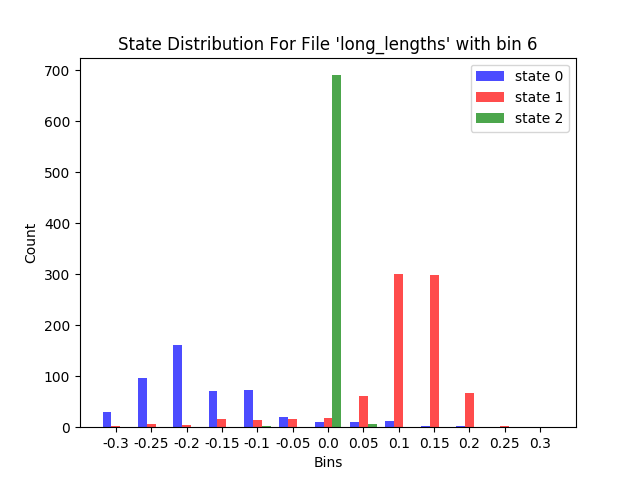 State Distribution For File 'long_lengths' with bin 6
700
600
500
400
300
200
100
0
Count
state 0
state 1
state 2
-0.3 -0.25 -0.2 -0.15 -0.1 -0.05 0.0 0.05 0.1 0.15 0.2 0.25 0.3
Bins